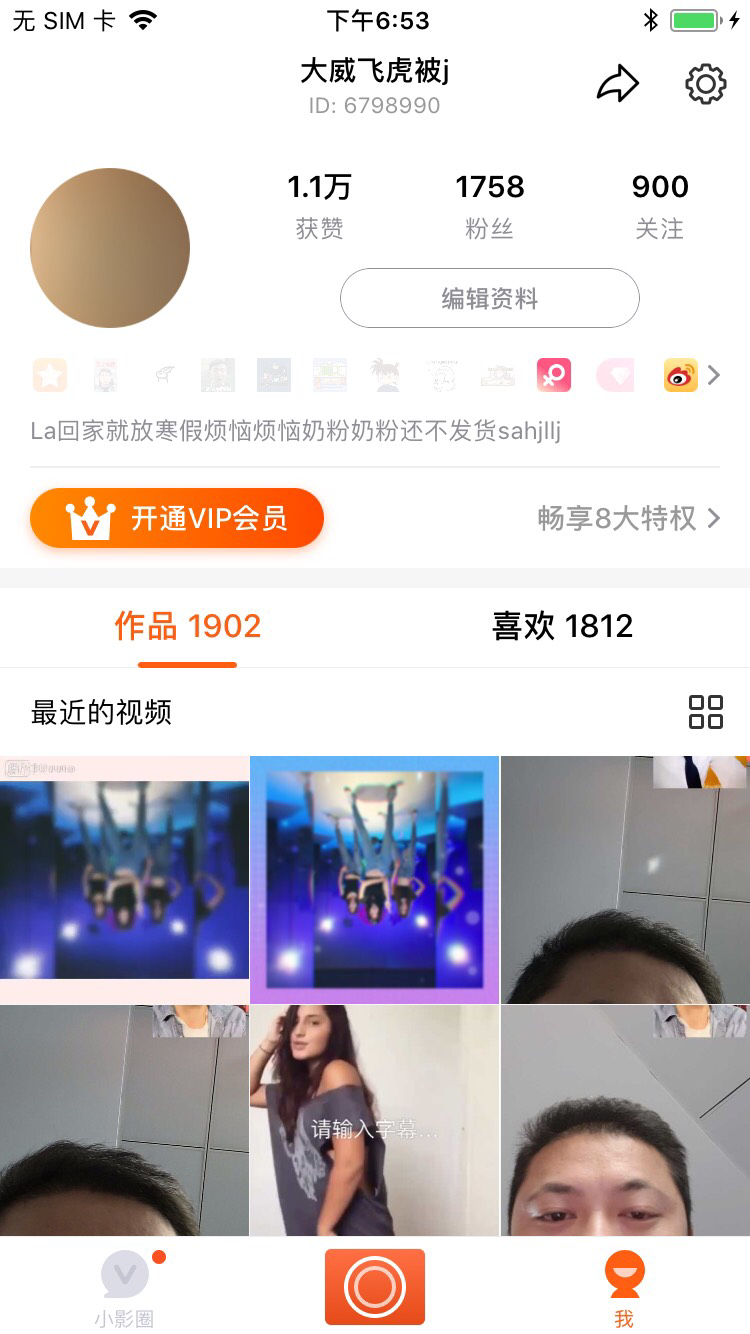 无 SIM 卡
下午6:53
大威飞虎被j
ID: 6798990
1.1万
1758
900
获赞
粉丝
关注
编辑资料
La回家就放寒假烦恼烦恼奶粉奶粉还不发货sahjllj
开通VIP会员
畅享8大特权
作品 1902
喜欢 1812
最近的视频
请输入字幕...
小影圈
我